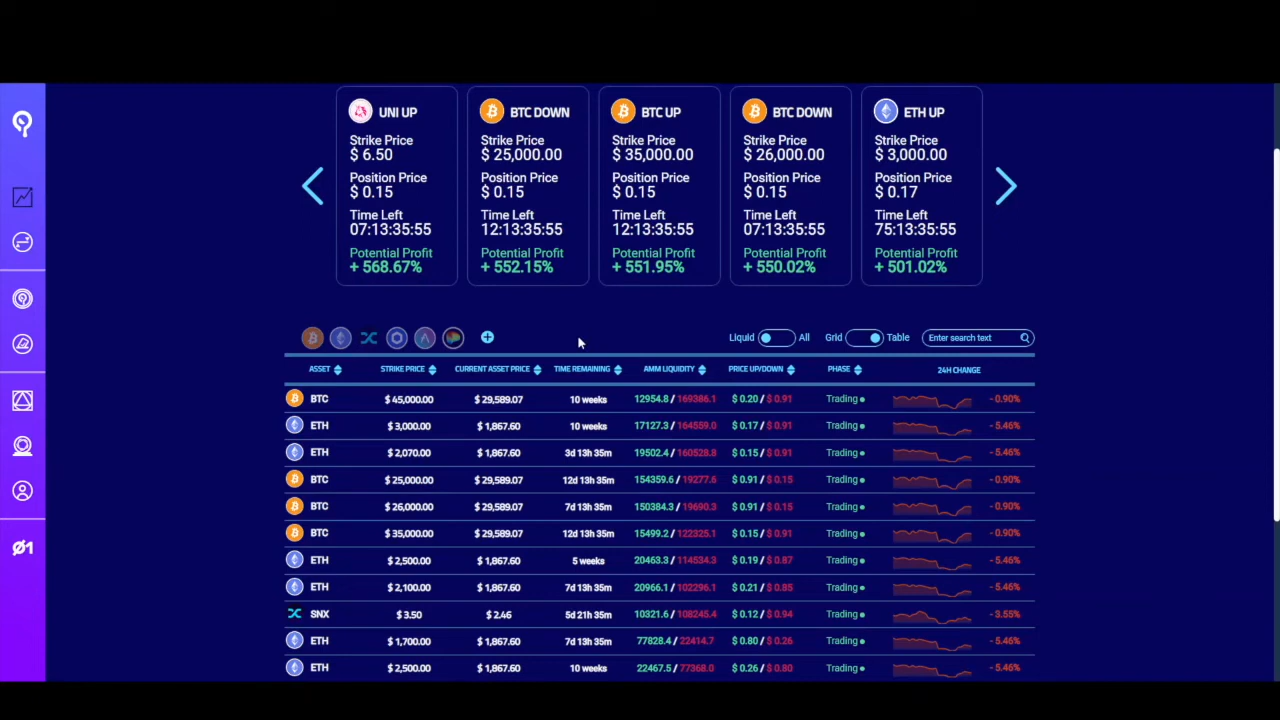 UNI UP
Strike Price
$ 6.50
Position Price
$ 0.15
Time Left
07:13:35:55
Potential Profit
+ 568.67%
BTC DOWN
Strike Price
$ 25,000.00
Position Price
$ 0.15
Time Left
12:13:35:55
Potential Profit
+ 552.15%
BTC UP
Strike Price
$ 35,000.00
Position Price
$ 0.15
Time Left
12:13:35:55
Potential Profit
+ 551.95%
BTC DOWN
Strike Price
$ 26,000.00
Position Price
$ 0.15
Time Left
07:13:35:55
Potential Profit
+ 550.02%
ETH UP
Strike Price
$ 3,000.00
Position Price
$ 0.17
Time Left
75:13:35:55
Potential Profit
+ 501.02%
Liquid All Grid Table Enter search text
ASSET STRIKE PRICE CURRENT ASSET PRICE TIME REMAINING AMM LIQUIDITY PRICE UP/DOWN PHASE 24H CHANGE
BTC $ 45,000.00 $ 29,589.07 10 weeks 12954.8 / 169386.1 $ 0.20 / $ 0.91 Trading - 0.90%
ETH $ 3,000.00 $ 1,867.60 10 weeks 17127.3 / 164559.0 $ 0.17 / $ 0.91 Trading - 5.46%
ETH $ 2,070.00 $ 1,867.60 3d 13h 35m 19502.4 / 160528.8 $ 0.15 / $ 0.91 Trading - 5.46%
BTC $ 25,000.00 $ 29,589.07 12d 13h 35m 154359.6 / 19277.6 $ 0.91 / $ 0.15 Trading - 0.90%
BTC $ 26,000.00 $ 29,589.07 7d 13h 35m 150384.3 / 19690.3 $ 0.91 / $ 0.15 Trading - 0.90%
BTC $ 35,000.00 $ 29,589.07 12d 13h 35m 15499.2 / 122325.1 $ 0.15 / $ 0.91 Trading - 0.90%
ETH $ 2,500.00 $ 1,867.60 5 weeks 20463.3 / 114534.3 $ 0.19 / $ 0.87 Trading - 5.46%
ETH $ 2,100.00 $ 1,867.60 7d 13h 35m 20966.1 / 102296.1 $ 0.21 / $ 0.85 Trading - 5.46%
SNX $ 3.50 $ 2.46 5d 21h 35m 10321.6 / 108245.4 $ 0.12 / $ 0.94 Trading - 3.55%
ETH $ 1,700.00 $ 1,867.60 7d 13h 35m 77828.4 / 22414.7 $ 0.80 / $ 0.26 Trading - 5.46%
ETH $ 2,500.00 $ 1,867.60 10 weeks 22467.5 / 77368.0 $ 0.26 / $ 0.80 Trading - 5.46%